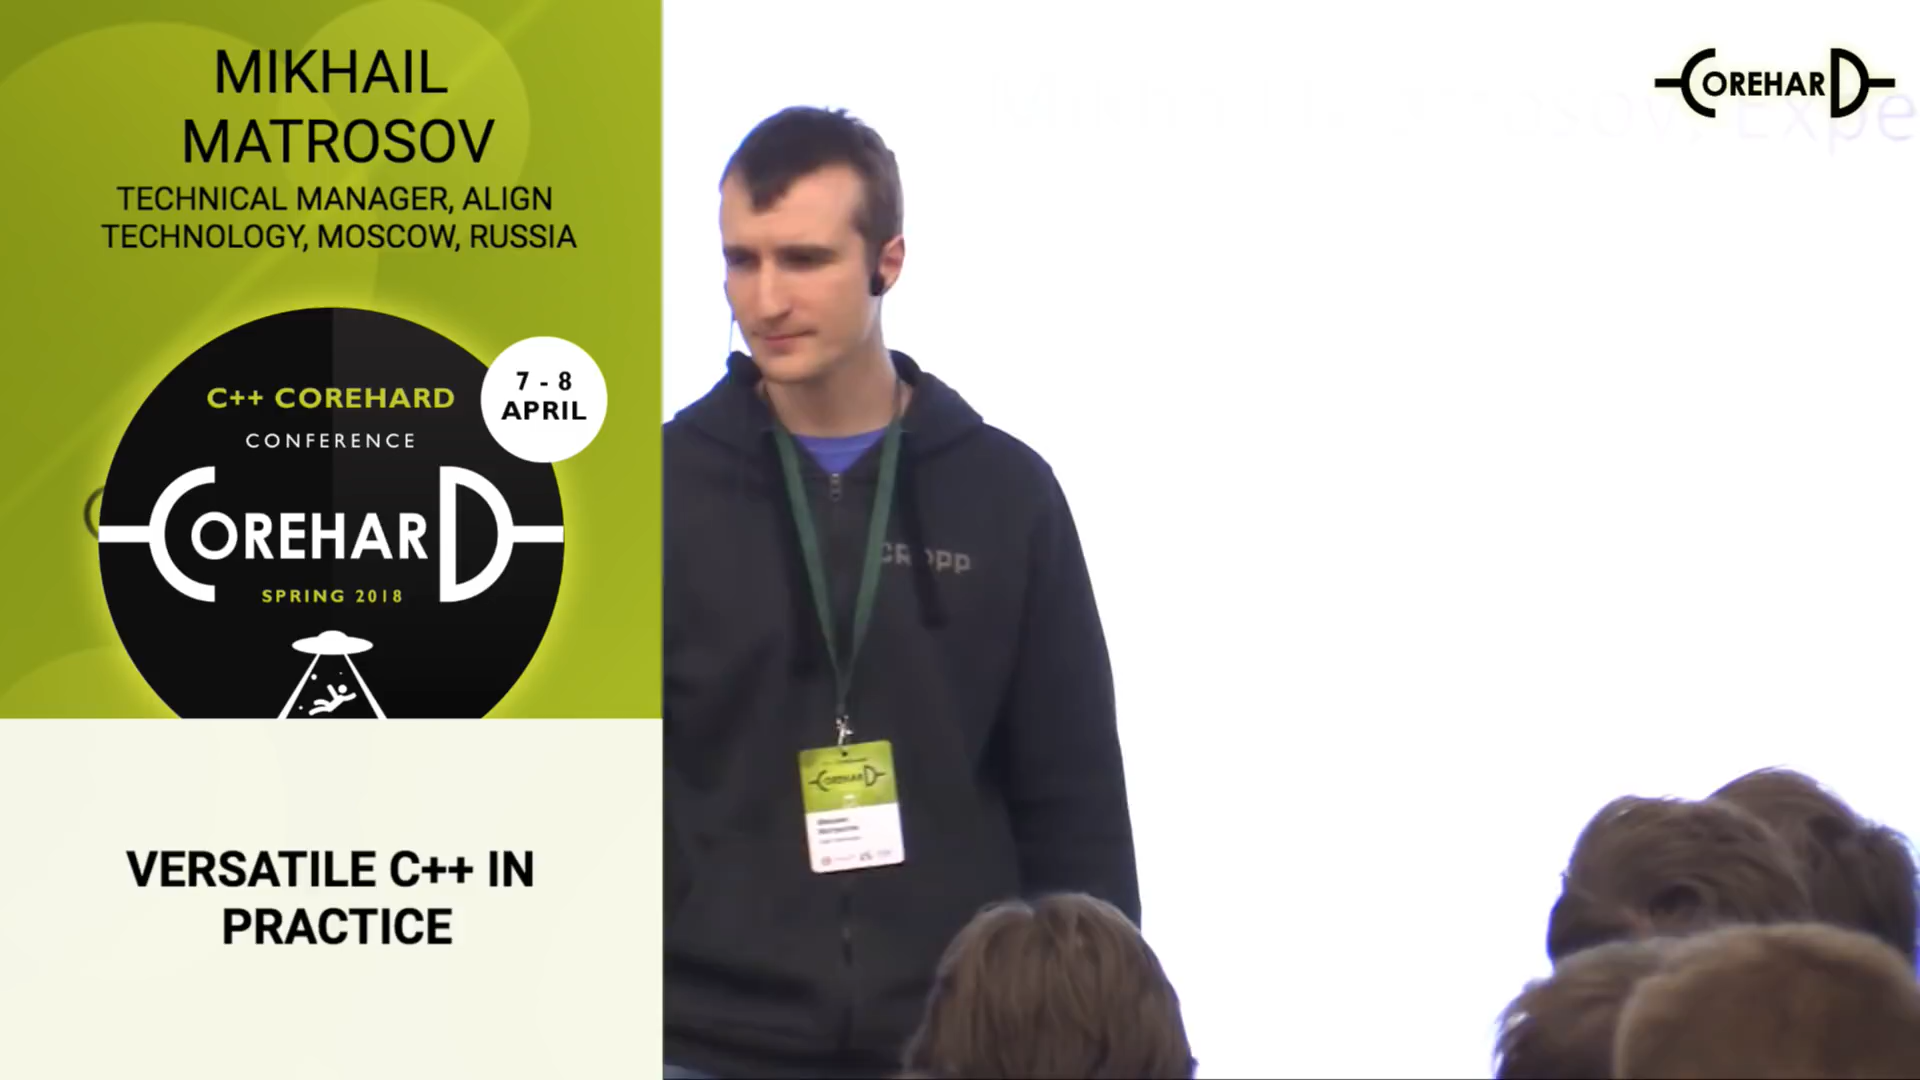 MIKHAIL
MATROSOV
TECHNICAL MANAGER, ALIGN
TECHNOLOGY, MOSCOW, RUSSIA
C++ COREHARD
CONFERENCE
7 - 8
APRIL
COREHARD
SPRING 2018
VERSATILE C++ IN
PRACTICE
COREHARD
COREHARD